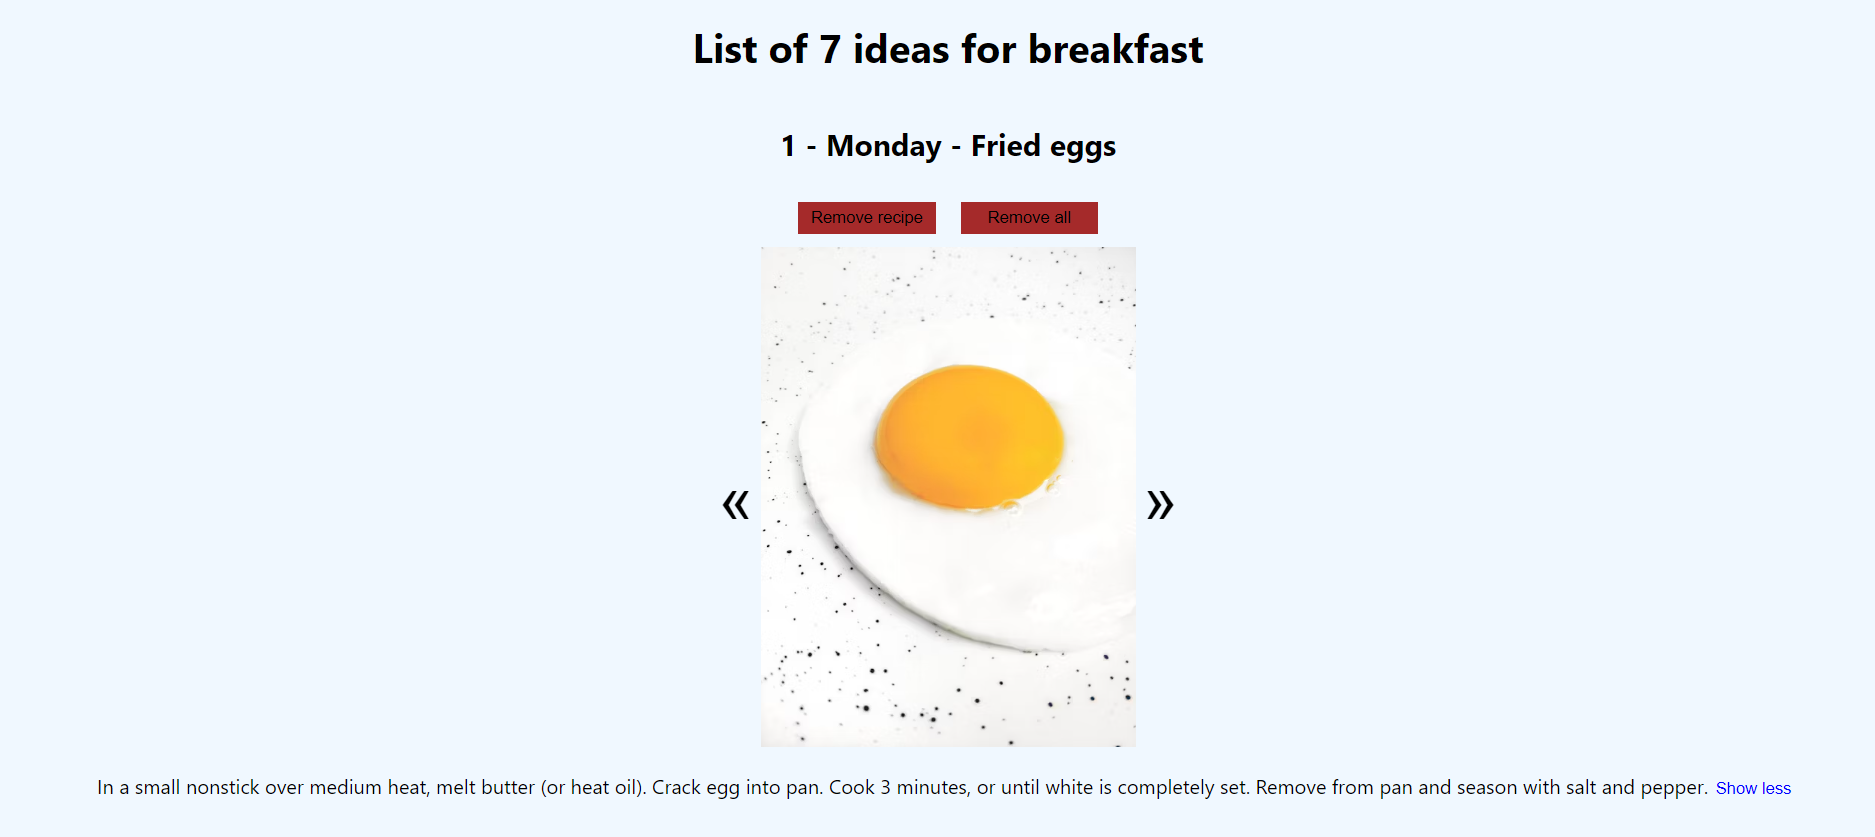 List of 7 ideas for breakfast
1 - Monday - Fried eggs
Remove recipe Remove all
« »
In a small nonstick over medium heat, melt butter (or heat oil). Crack egg into pan. Cook 3 minutes, or until white is completely set. Remove from pan and season with salt and pepper. Show less